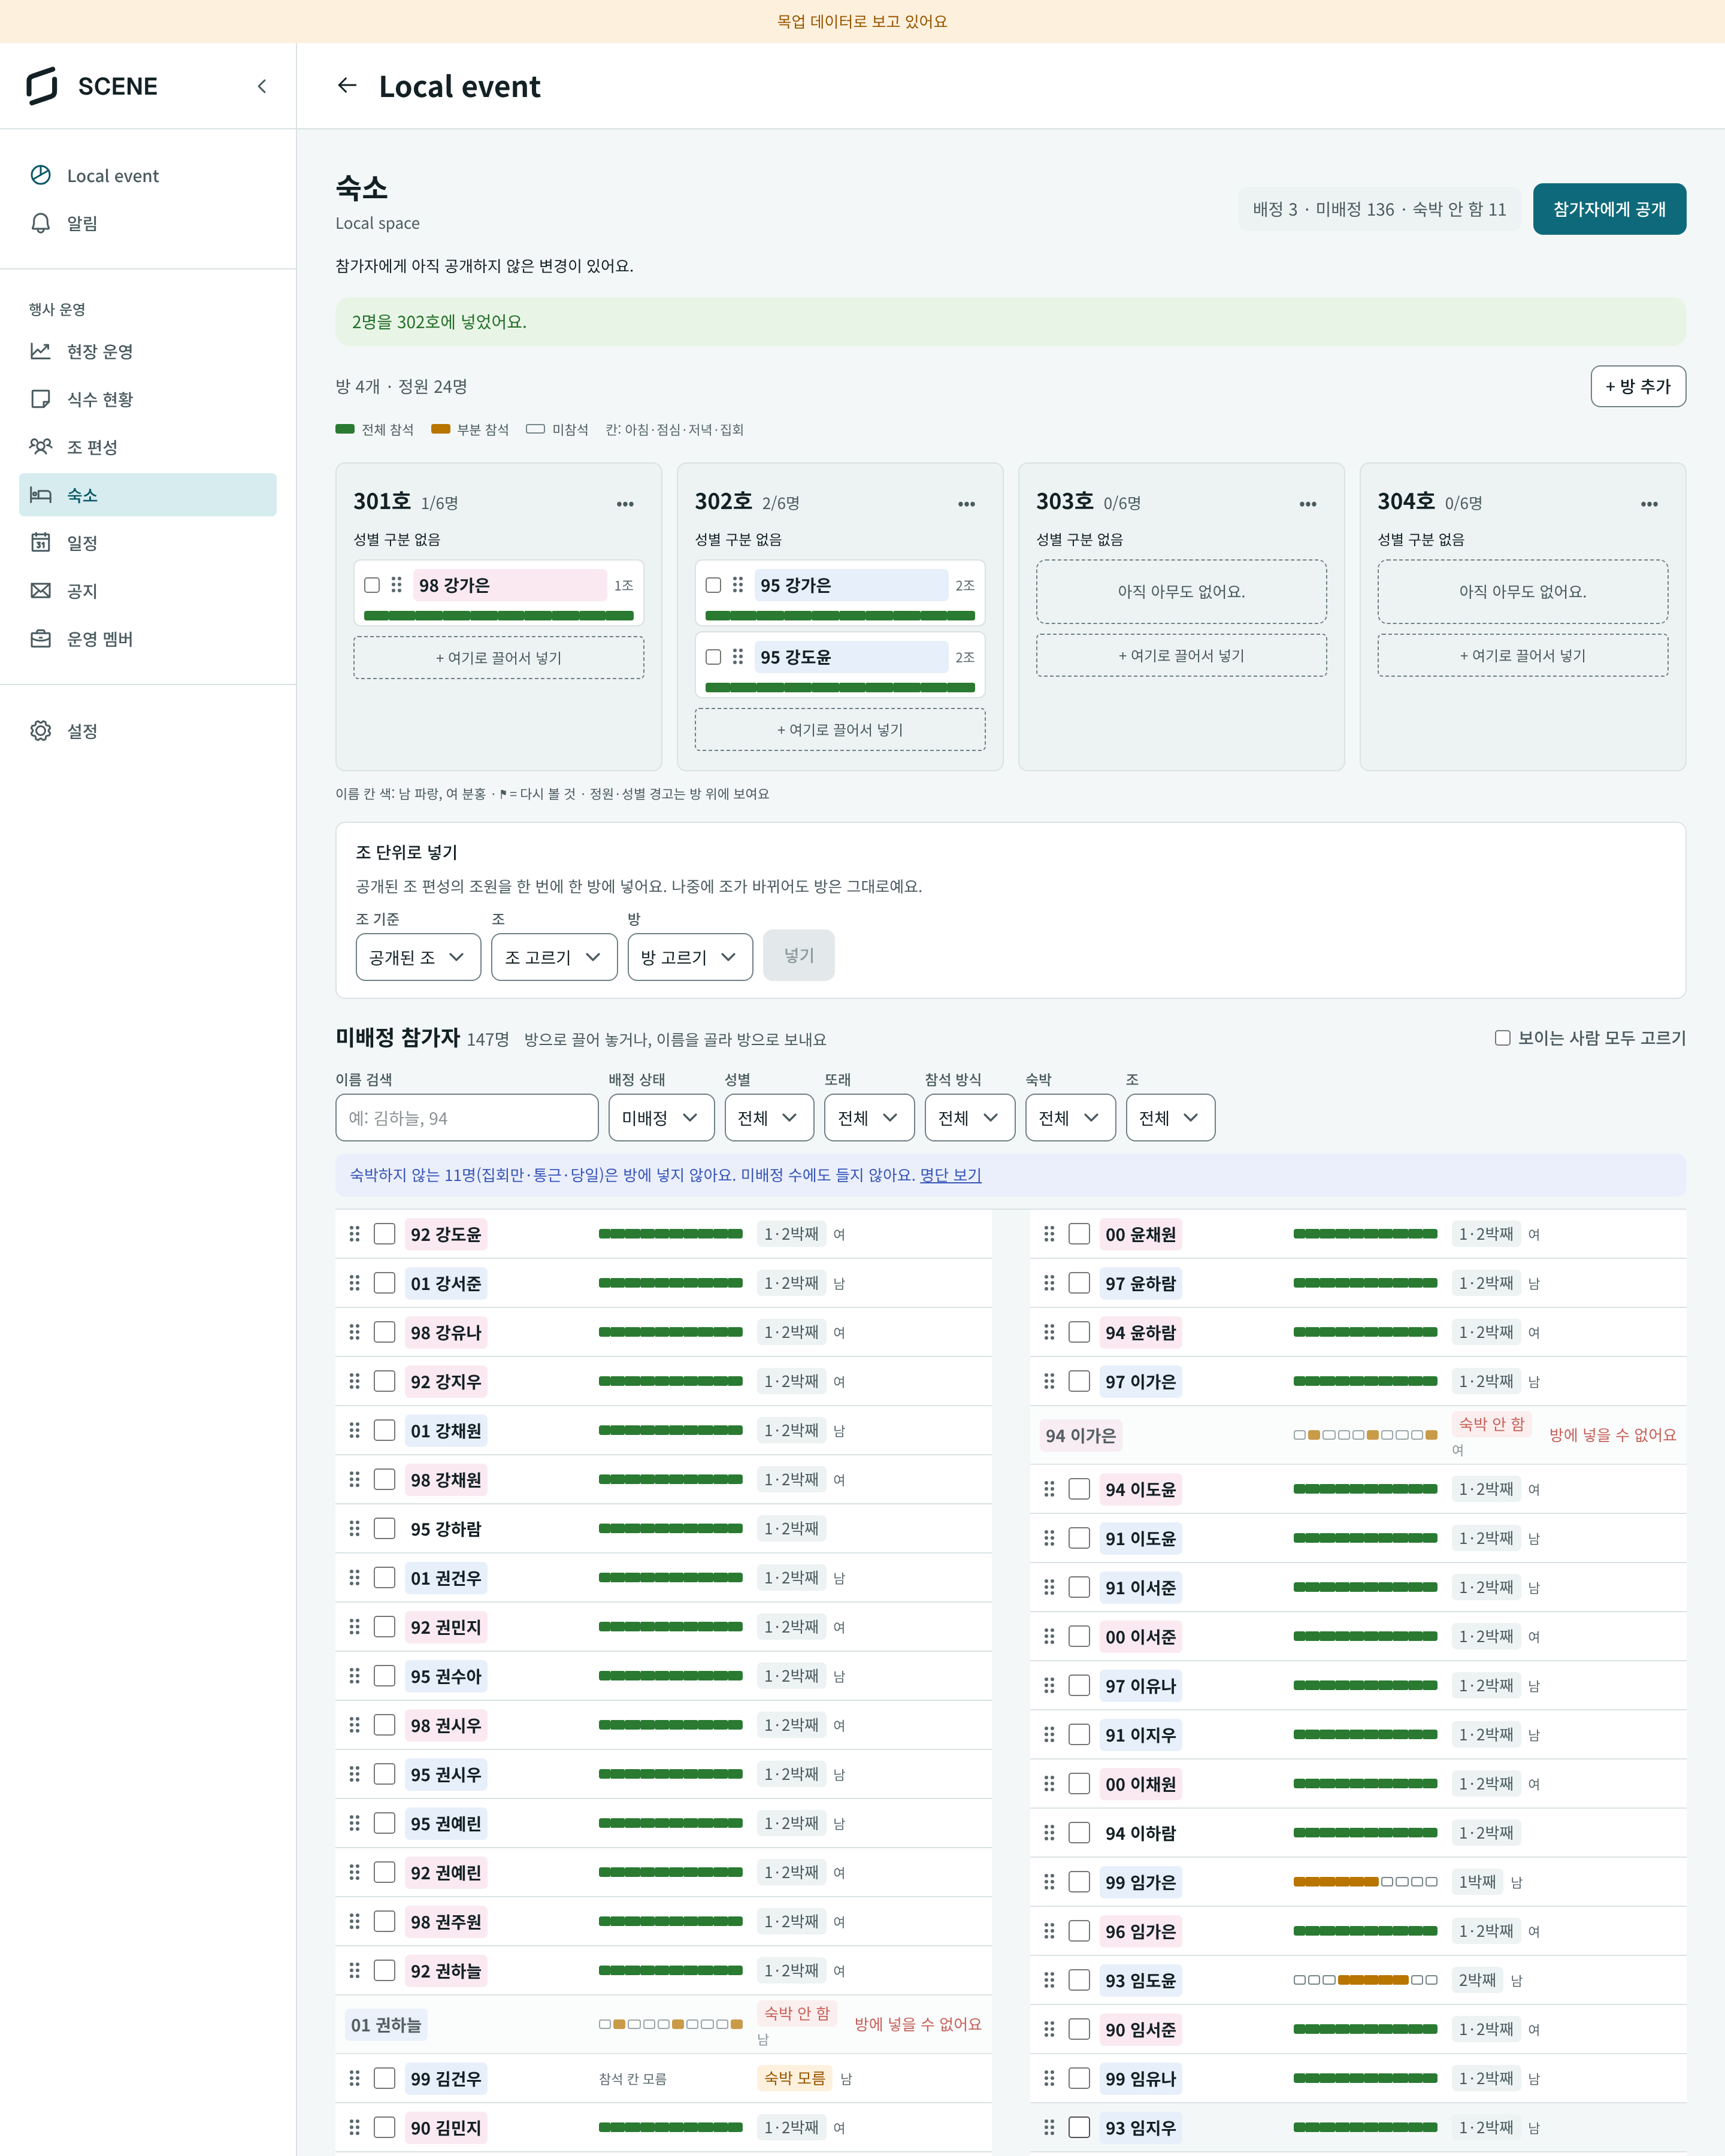 목업 데이터로 보고 있어요
SCENE
Local event
Local event
알림
행사 운영
현장 운영
식수 현황
조 편성
숙소
일정
공지
운영 멤버
설정
숙소
Local space
배정 3 · 미배정 136 · 숙박 안 함 11
참가자에게 공개
참가자에게 아직 공개하지 않은 변경이 있어요.
2명을 302호에 넣었어요.
방 4개 · 정원 24명
+ 방 추가
전체 참석 부분 참석 미참석 칸: 아침·점심·저녁·집회
301호 1/6명
성별 구분 없음
98 강가은 1조
+ 여기로 끌어서 넣기
302호 2/6명
성별 구분 없음
95 강가은 2조
95 강도윤 2조
+ 여기로 끌어서 넣기
303호 0/6명
성별 구분 없음
아직 아무도 없어요.
+ 여기로 끌어서 넣기
304호 0/6명
성별 구분 없음
아직 아무도 없어요.
+ 여기로 끌어서 넣기
이름 칸 색: 남 파랑, 여 분홍 · ⚑ = 다시 볼 것 · 정원·성별 경고는 방 위에 보여요
조 단위로 넣기
공개된 조 편성의 조원을 한 번에 한 방에 넣어요. 나중에 조가 바뀌어도 방은 그대로예요.
조 기준 조 방
공개된 조 조 고르기 방 고르기 넣기
미배정 참가자 147명 방으로 끌어 놓거나, 이름을 골라 방으로 보내요
보이는 사람 모두 고르기
이름 검색 배정 상태 성별 또래 참석 방식 숙박 조
예: 김하늘, 94 미배정 전체 전체 전체 전체 전체
숙박하지 않는 11명(집회만·통근·당일)은 방에 넣지 않아요. 미배정 수에도 들지 않아요. 명단 보기
92 강도윤 1·2박째 여
01 강서준 1·2박째 남
98 강유나 1·2박째 여
92 강지우 1·2박째 여
01 강채원 1·2박째 남
98 강채원 1·2박째 여
95 강하람 1·2박째
01 권건우 1·2박째 남
92 권민지 1·2박째 여
95 권수아 1·2박째 남
98 권시우 1·2박째 여
95 권시우 1·2박째 남
95 권예린 1·2박째 남
92 권예린 1·2박째 여
98 권주원 1·2박째 여
92 권하늘 1·2박째 여
01 권하늘 숙박 안 함 남 방에 넣을 수 없어요
99 김건우 참석 칸 모름 숙박 모름 남
90 김민지 1·2박째 여
00 윤채원 1·2박째 여
97 윤하람 1·2박째 남
94 윤하람 1·2박째 여
97 이가은 1·2박째 남
94 이가은 숙박 안 함 여 방에 넣을 수 없어요
94 이도윤 1·2박째 여
91 이도윤 1·2박째 남
91 이서준 1·2박째 남
00 이서준 1·2박째 여
97 이유나 1·2박째 남
91 이지우 1·2박째 남
00 이채원 1·2박째 여
94 이하람 1·2박째
99 임가은 1박째 남
96 임가은 1·2박째 여
93 임도윤 2박째 남
90 임서준 1·2박째 여
99 임유나 1·2박째 남
93 임지우 1·2박째 남